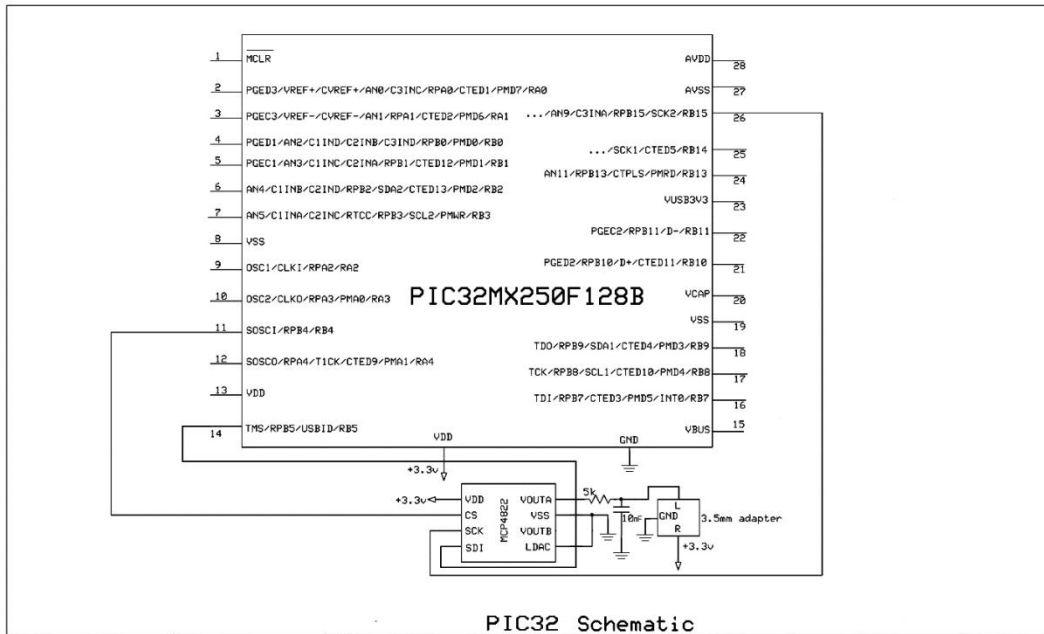 1 MCLR
2 PGED3/VREF+/CVREF+/AN0/C3INC/RPA0/CTED1/PMD7/RA0
3 PGEC3/VREF-/CVREF-/AN1/RPA1/CTED2/PMD6/RA1
4 PGED1/AN2/C1IND/C2INB/C3IND/RPB0/PMD0/RB0
5 PGEC1/AN3/C1INC/C2INA/RPB1/CTED12/PMD1/RB1
6 AN4/C1INB/C2IND/RPB2/SDA2/CTED13/PMD2/RB2
7 AN5/C1INA/C2INC/RTCC/RPB3/SCL2/PMWR/RB3
8 VSS
9 OSC1/CLKI/RPA2/RA2
10 OSC2/CLKO/RPA3/PMA0/RA3
11 SOSCI/RPB4/RB4
12 SOSCO/RPA4/T1CK/CTED9/PMA1/RA4
13 VDD
14 TMS/RPB5/USBID/RB5
PIC32MX250F128B
AVDD 28
AVSS 27
.../AN9/C3INA/RPB15/SCK2/RB15 26
.../SCK1/CTED5/RB14 25
AN11/RPB13/CTPLS/PMRD/RB13 24
VUSB3V3 23
PGEC2/RPB11/D-/RB11 22
PGED2/RPB10/D+/CTED11/RB10 21
VCAP 20
VSS 19
TDO/RPB9/SDA1/CTED4/PMD3/RB9 18
TCK/RPB8/SCL1/CTED10/PMD4/RB8 17
TDI/RPB7/CTED3/PMD5/INT0/RB7 16
VBUS 15
VDD
GND
+3.3v
+3.3v
VDD
CS
SCK
SDI
MCP4822
VOUTA
VSS
VOUTB
LDAC
5k
10nF
L
GND
R
3.5mm adapter
+3.3v
PIC32 Schematic